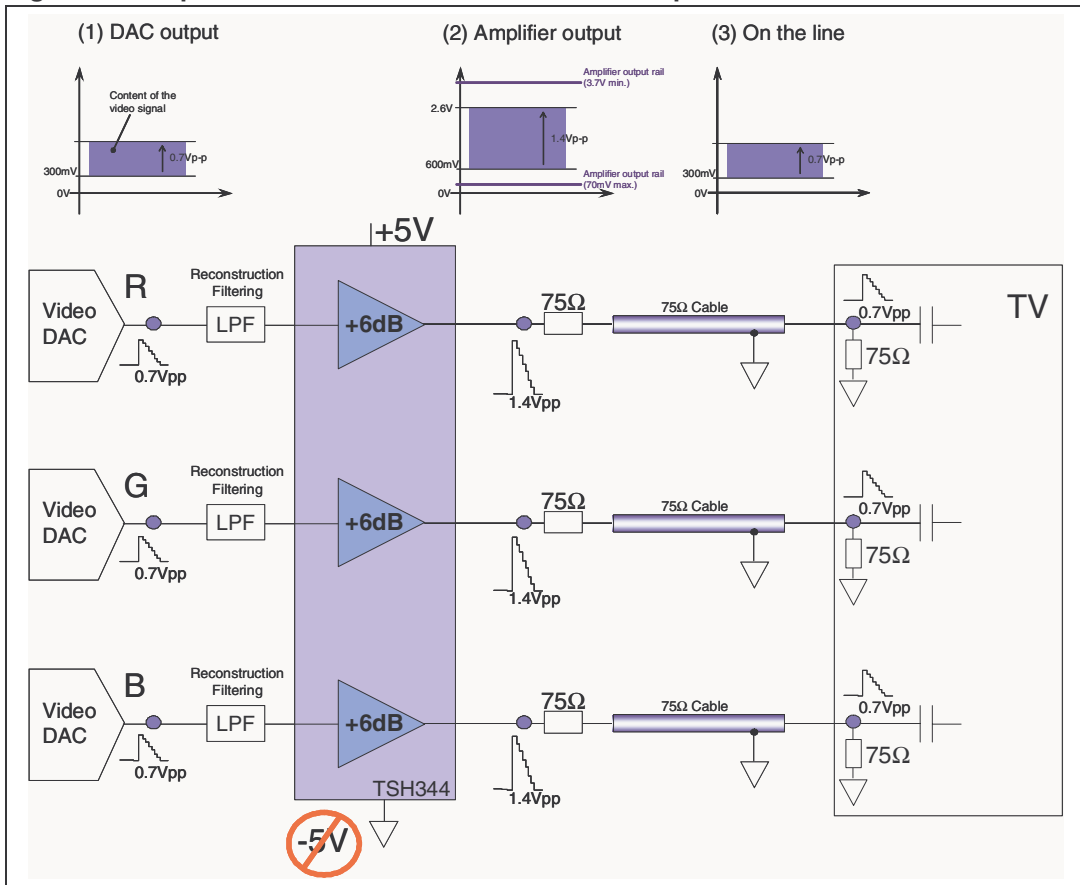 (1) DAC output
(2) Amplifier output
(3) On the line
Content of the
video signal
0.7Vp-p
300mV
0V
Amplifier output rail
(3.7V min.)
2.6V
1.4Vp-p
600mV
Amplifier output rail
(70mV max.)
0V
0.7Vp-p
300mV
0V
+5V
Video
DAC
R
0.7Vpp
Reconstruction
Filtering
LPF
+6dB
1.4Vpp
75Ω
75Ω Cable
0.7Vpp
75Ω
TV
Video
DAC
G
0.7Vpp
Reconstruction
Filtering
LPF
+6dB
1.4Vpp
75Ω
75Ω Cable
0.7Vpp
75Ω
Video
DAC
B
0.7Vpp
Reconstruction
Filtering
LPF
+6dB
1.4Vpp
75Ω
75Ω Cable
0.7Vpp
75Ω
TSH344
-5V